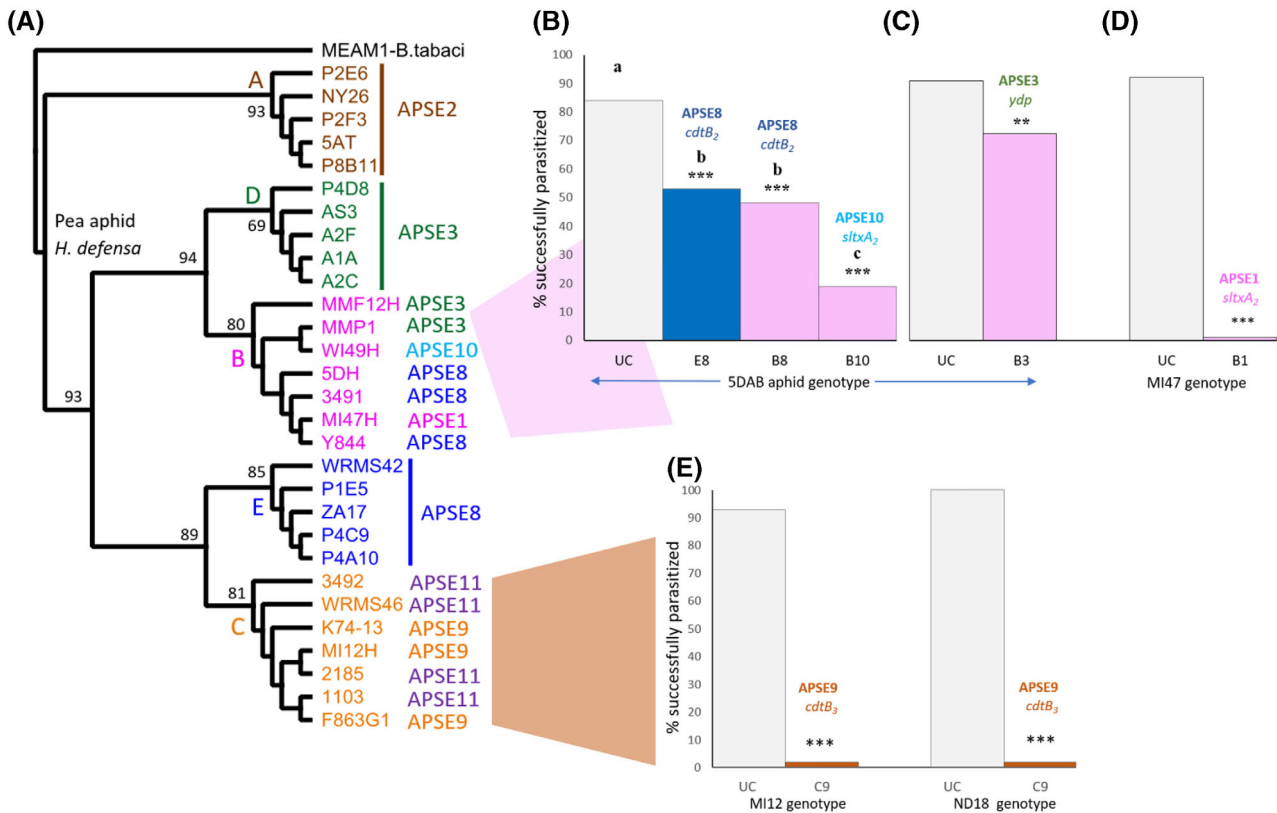 (A)
MEAM1-B.tabaci
A
93
P2E6
NY26
P2F3
5AT
P8B11
APSE2
Pea aphid
H. defensa
D
94
69
P4D8
AS3
A2F
A1A
A2C
APSE3
80
B
MMF12H APSE3
MMP1 APSE3
WI49H APSE10
5DH APSE8
3491 APSE8
MI47H APSE1
Y844 APSE8
93
85
E
WRMS42
P1E5
ZA17
P4C9
P4A10
APSE8
89
81
C
3492 APSE11
WRMS46 APSE11
K74-13 APSE9
MI12H APSE9
2185 APSE11
1103 APSE11
F863G1 APSE9
(B)
% successfully parasitized
100
90
80
70
60
50
40
30
20
10
0
a
APSE8
cdtB2
b
***
APSE8
cdtB2
b
***
APSE10
sltxA2
c
***
UC E8 B8 B10
5DAB aphid genotype
(C)
APSE3
ydp
**
UC B3
(D)
APSE1
sltxA2
***
UC B1
MI47 genotype
(E)
% successfully parasitized
100
90
80
70
60
50
40
30
20
10
0
APSE9
cdtB3
***
APSE9
cdtB3
***
UC C9 UC C9
MI12 genotype ND18 genotype